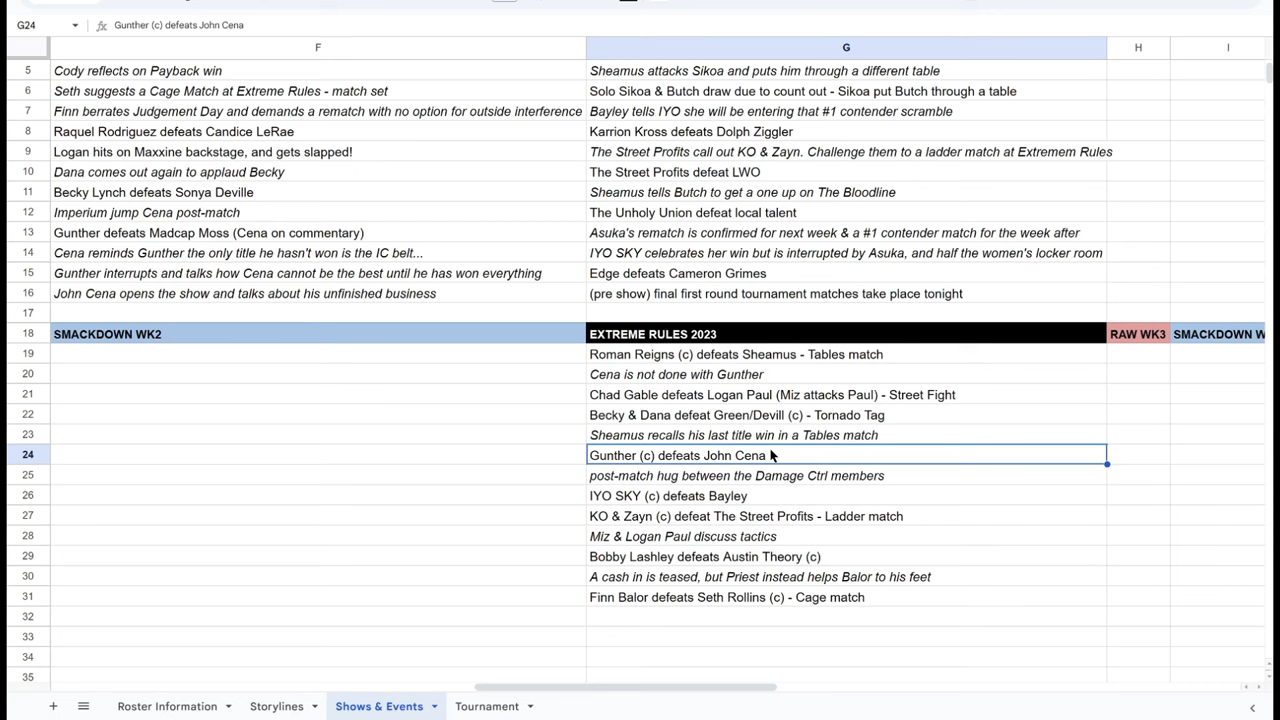 G24 fx Gunther (c) defeats John Cena
F G H I
5 Cody reflects on Payback win Sheamus attacks Sikoa and puts him through a different table
6 Seth suggests a Cage Match at Extreme Rules - match set Solo Sikoa & Butch draw due to count out - Sikoa put Butch through a table
7 Finn berrates Judgement Day and demands a rematch with no option for outside interference Bayley tells IYO she will be entering that #1 contender scramble
8 Raquel Rodriguez defeats Candice LeRae Karrion Kross defeats Dolph Ziggler
9 Logan hits on Maxxine backstage, and gets slapped! The Street Profits call out KO & Zayn. Challenge them to a ladder match at Extremem Rules
10 Dana comes out again to applaud Becky The Street Profits defeat LWO
11 Becky Lynch defeats Sonya Deville Sheamus tells Butch to get a one up on The Bloodline
12 Imperium jump Cena post-match The Unholy Union defeat local talent
13 Gunther defeats Madcap Moss (Cena on commentary) Asuka's rematch is confirmed for next week & a #1 contender match for the week after
14 Cena reminds Gunther the only title he hasn't won is the IC belt... IYO SKY celebrates her win but is interrupted by Asuka, and half the women's locker room
15 Gunther interrupts and talks how Cena cannot be the best until he has won everything Edge defeats Cameron Grimes
16 John Cena opens the show and talks about his unfinished business (pre show) final first round tournament matches take place tonight
17
18 SMACKDOWN WK2 EXTREME RULES 2023 RAW WK3 SMACKDOWN W
19 Roman Reigns (c) defeats Sheamus - Tables match
20 Cena is not done with Gunther
21 Chad Gable defeats Logan Paul (Miz attacks Paul) - Street Fight
22 Becky & Dana defeat Green/Devill (c) - Tornado Tag
23 Sheamus recalls his last title win in a Tables match
24 Gunther (c) defeats John Cena
25 post-match hug between the Damage Ctrl members
26 IYO SKY (c) defeats Bayley
27 KO & Zayn (c) defeat The Street Profits - Ladder match
28 Miz & Logan Paul discuss tactics
29 Bobby Lashley defeats Austin Theory (c)
30 A cash in is teased, but Priest instead helps Balor to his feet
31 Finn Balor defeats Seth Rollins (c) - Cage match
32
33
34
35
Roster Information Storylines Shows & Events Tournament